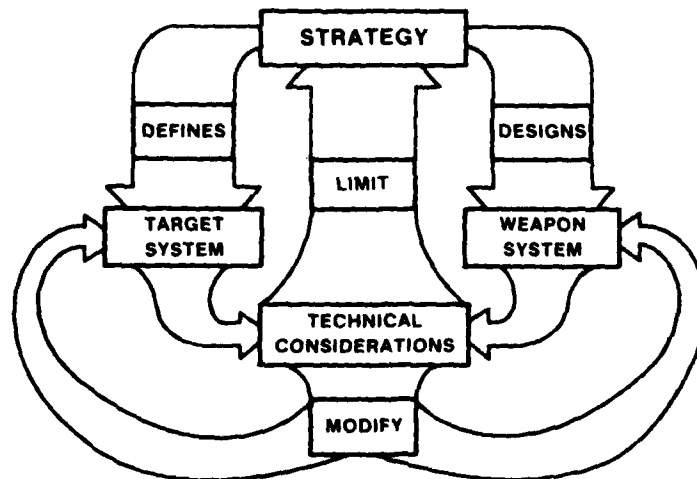 STRATEGY
DEFINES
DESIGNS
LIMIT
TARGET
SYSTEM
WEAPON
SYSTEM
TECHNICAL
CONSIDERATIONS
MODIFY